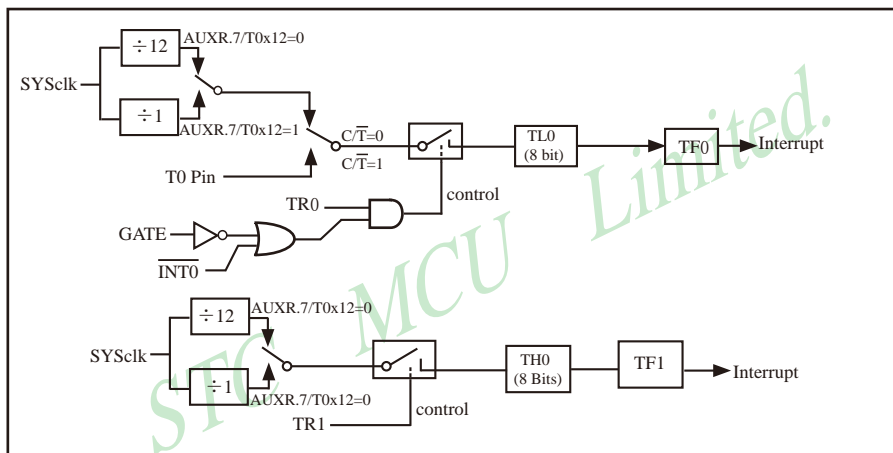 ÷12
AUXR.7/T0x12=0
SYSclk
÷1
AUXR.7/T0x12=1
C/T̅=0
C/T̅=1
T0 Pin
TL0
(8 bit)
TF0
Interrupt
control
TR0
GATE
I̅N̅T̅0̅
÷12
AUXR.7/T0x12=0
SYSclk
÷1
AUXR.7/T0x12=0
TH0
(8 Bits)
TF1
Interrupt
control
TR1
STC MCU Limited.